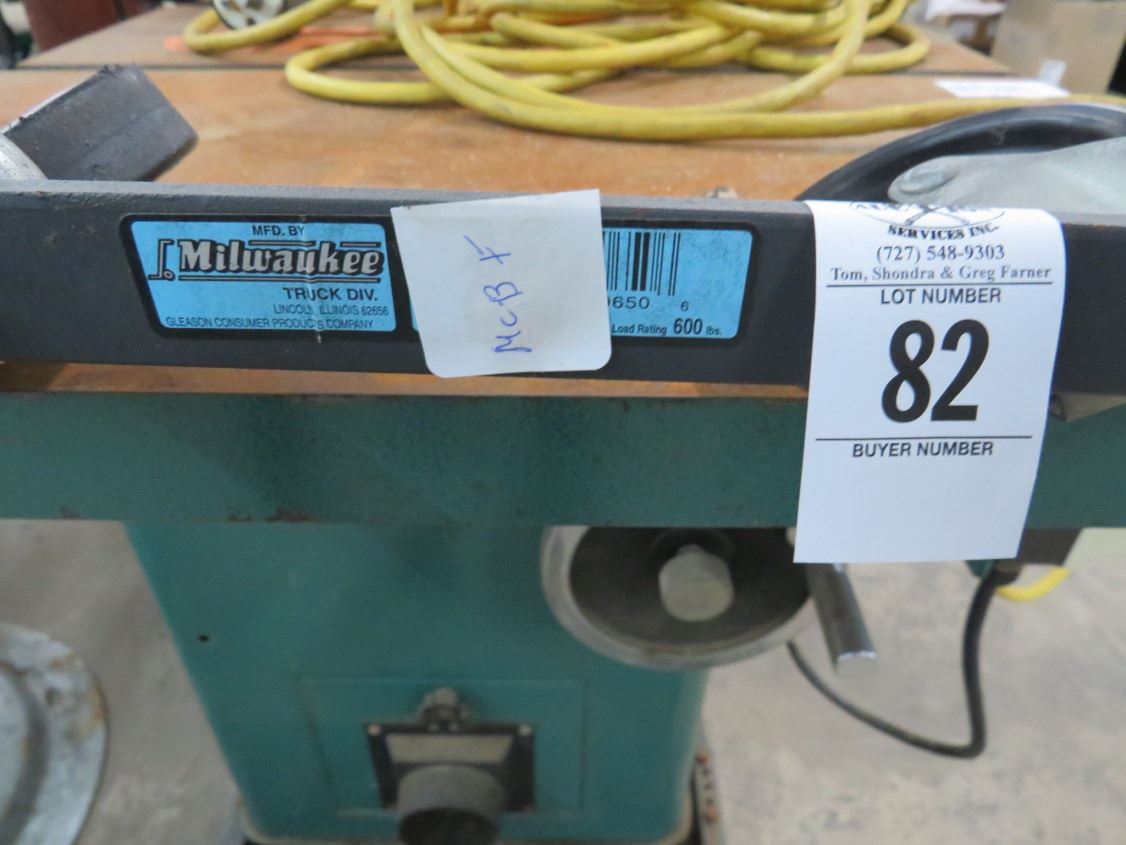 MFD. BY
Milwaukee
TRUCK DIV.
LINCOLN, ILLINOIS 62656
GLEASON CONSUMER PRODUCTS COMPANY
McB
650 6
Load Rating 600 lbs.
SERVICES INC.
(727) 548-9303
Tom, Shondra & Greg Farner
LOT NUMBER
82
BUYER NUMBER